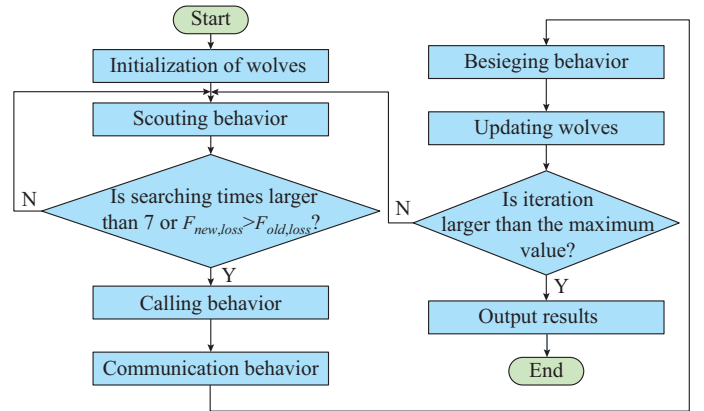 Start
Initialization of wolves
Scouting behavior
N
Is searching times larger
than 7 or F_new,loss>F_old,loss?
Y
Calling behavior
Communication behavior
Besieging behavior
Updating wolves
N
Is iteration
larger than the maximum
value?
Y
Output results
End